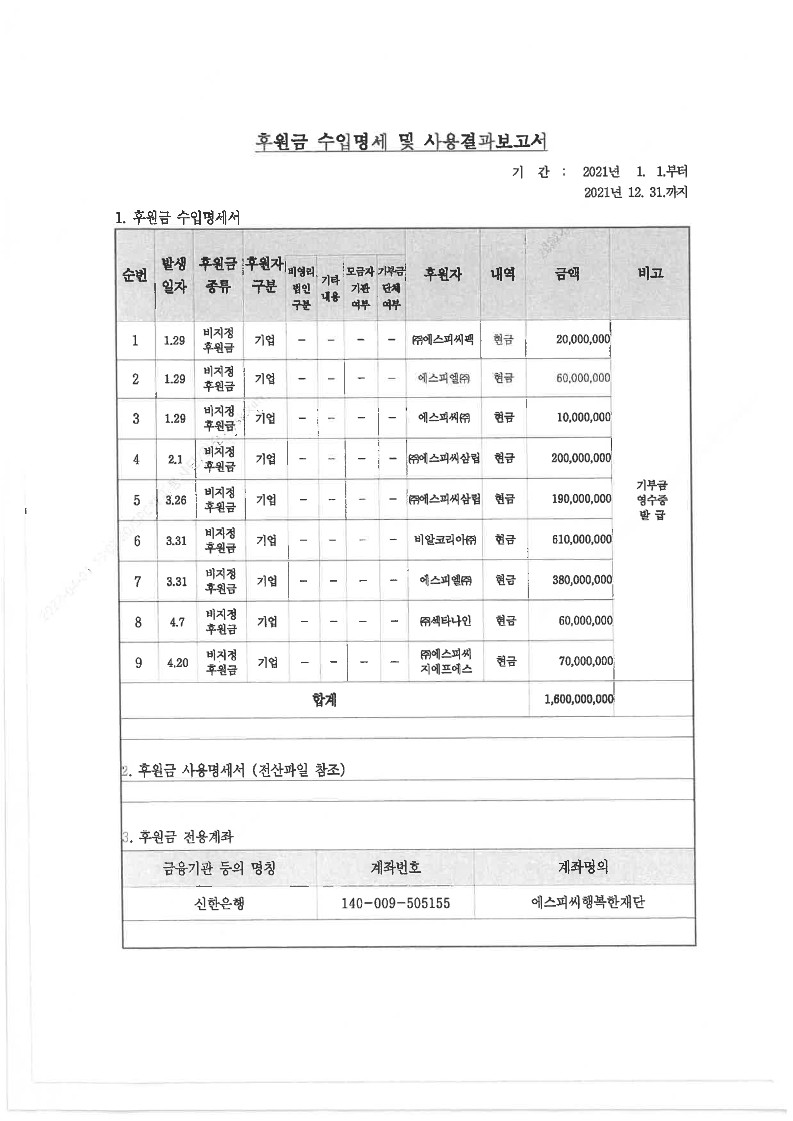 후원금 수입명세 및 사용결과보고서
기 간 : 2021년 1. 1.부터
2021년 12. 31.까지
1. 후원금 수입명세서
순번 발생일자 후원금종류 후원자구분 비영리법인구분 기타내용 모금자기관여부 기부금단체여부 후원자 내역 금액 비고
1 1.29 비지정후원금 기업 - - - - ㈜에스피씨팩 현금 20,000,000
2 1.29 비지정후원금 기업 - - - - 에스피엘㈜ 현금 60,000,000
3 1.29 비지정후원금 기업 - - - - 에스피씨㈜ 현금 10,000,000
4 2.1 비지정후원금 기업 - - - - ㈜에스피씨삼립 현금 200,000,000
5 3.26 비지정후원금 기업 - - - - ㈜에스피씨삼립 현금 190,000,000
기부금
영수증
발 급
6 3.31 비지정후원금 기업 - - - - 비알코리아㈜ 현금 610,000,000
7 3.31 비지정후원금 기업 - - - - 에스피엘㈜ 현금 380,000,000
8 4.7 비지정후원금 기업 - - - - ㈜섹타나인 현금 60,000,000
9 4.20 비지정후원금 기업 - - - - ㈜에스피씨지에프에스 현금 70,000,000
합계 1,600,000,000
2. 후원금 사용명세서 (전산파일 참조)
3. 후원금 전용계좌
금융기관 등의 명칭 계좌번호 계좌명의
신한은행 140-009-505155 에스피씨행복한재단